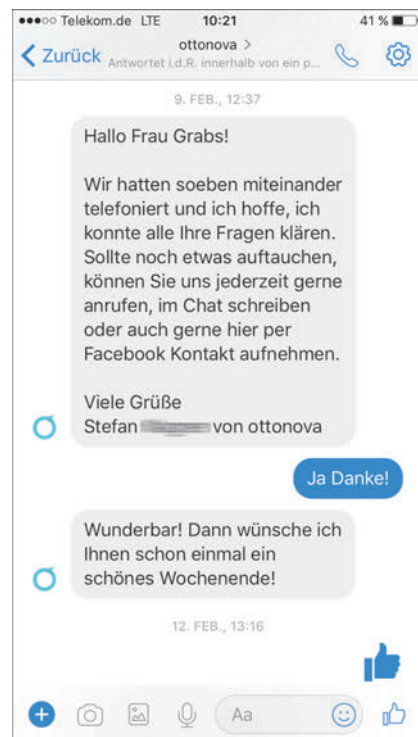 Telekom.de LTE 10:21 41 %
Zurück ottonova >
Antwortet i.d.R. innerhalb von ein p...
9. FEB., 12:37
Hallo Frau Grabs!
Wir hatten soeben miteinander
telefoniert und ich hoffe, ich
konnte alle Ihre Fragen klären.
Sollte noch etwas auftauchen,
können Sie uns jederzeit gerne
anrufen, im Chat schreiben
oder auch gerne hier per
Facebook Kontakt aufnehmen.
Viele Grüße
Stefan von ottonova
Ja Danke!
Wunderbar! Dann wünsche ich
Ihnen schon einmal ein
schönes Wochenende!
12. FEB., 13:16
Aa